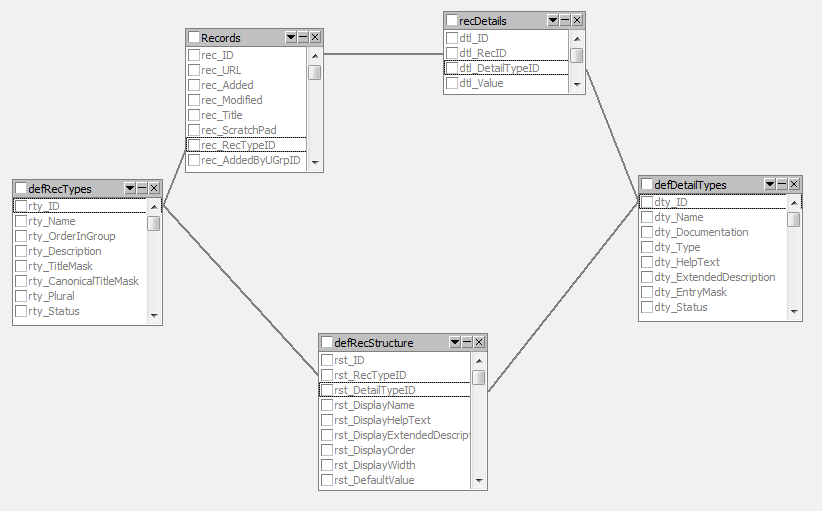 Records
rec_ID
rec_URL
rec_Added
rec_Modified
rec_Title
rec_ScratchPad
rec_RecTypeID
rec_AddedByUGrpID
recDetails
dtl_ID
dtl_RecID
dtl_DetailTypeID
dtl_Value
defRecTypes
rty_ID
rty_Name
rty_OrderInGroup
rty_Description
rty_TitleMask
rty_CanonicalTitleMask
rty_Plural
rty_Status
defDetailTypes
dty_ID
dty_Name
dty_Documentation
dty_Type
dty_HelpText
dty_ExtendedDescription
dty_EntryMask
dty_Status
defRecStructure
rst_ID
rst_RecTypeID
rst_DetailTypeID
rst_DisplayName
rst_DisplayHelpText
rst_DisplayExtendedDescript
rst_DisplayOrder
rst_DisplayWidth
rst_DefaultValue